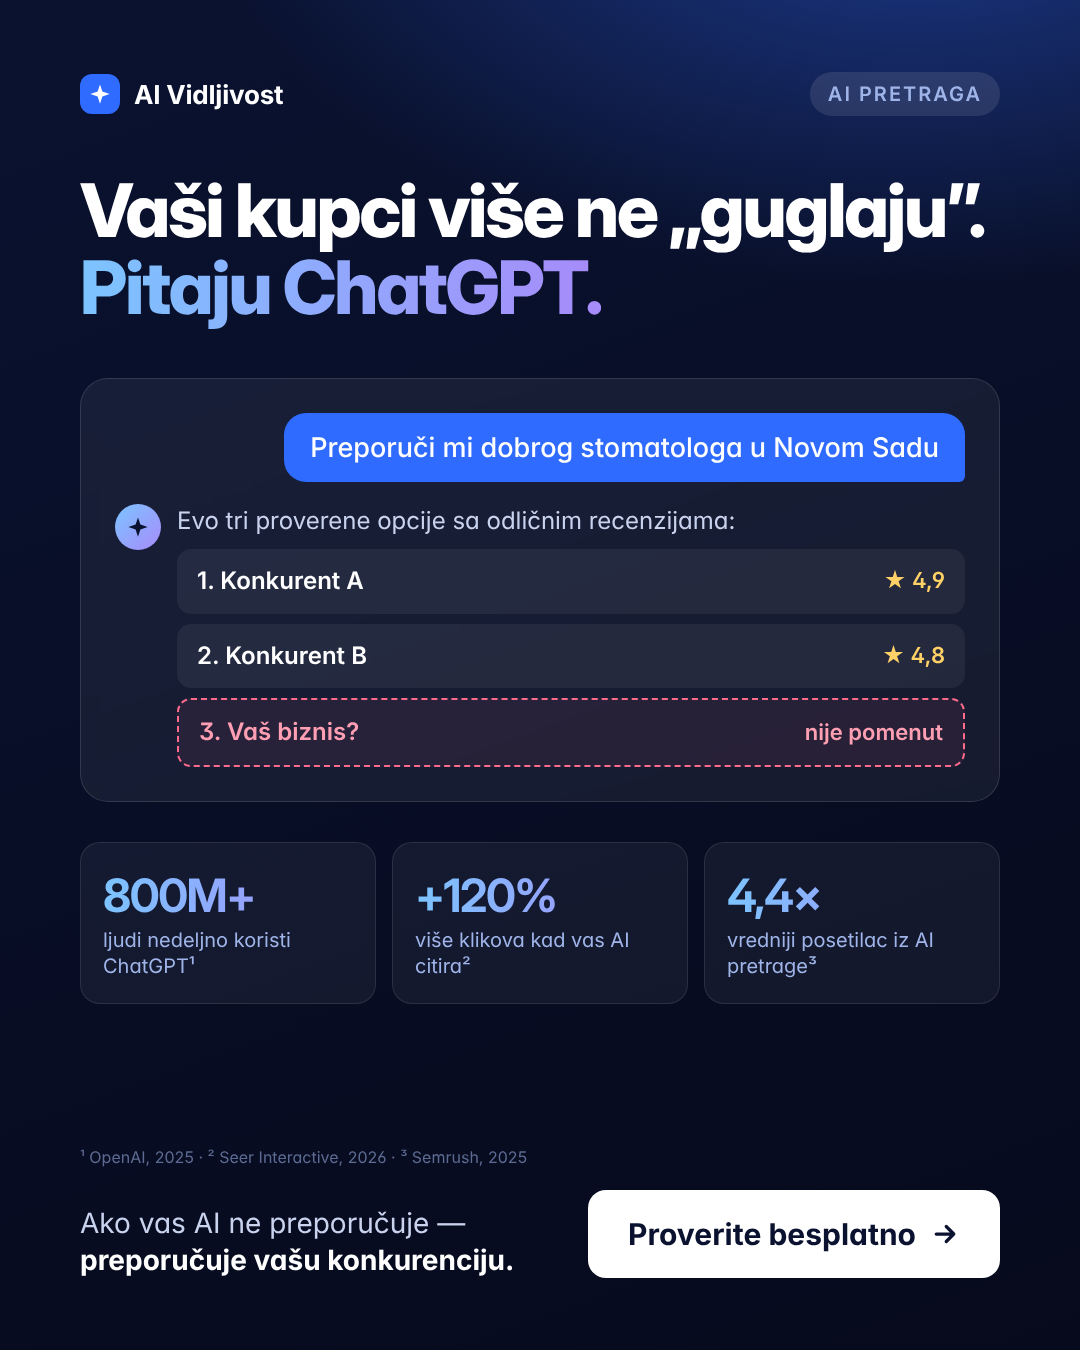 AI Vidljivost
AI PRETRAGA
Vaši kupci više ne „guglaju”.
Pitaju ChatGPT.
Preporuči mi dobrog stomatologa u Novom Sadu
Evo tri proverene opcije sa odličnim recenzijama:
1. Konkurent A ★ 4,9
2. Konkurent B ★ 4,8
3. Vaš biznis? nije pomenut
800M+
ljudi nedeljno koristi
ChatGPT¹
+120%
više klikova kad vas AI
citira²
4,4×
vredniji posetilac iz AI
pretrage³
¹ OpenAI, 2025 · ² Seer Interactive, 2026 · ³ Semrush, 2025
Ako vas AI ne preporučuje —
preporučuje vašu konkurenciju.
Proverite besplatno →